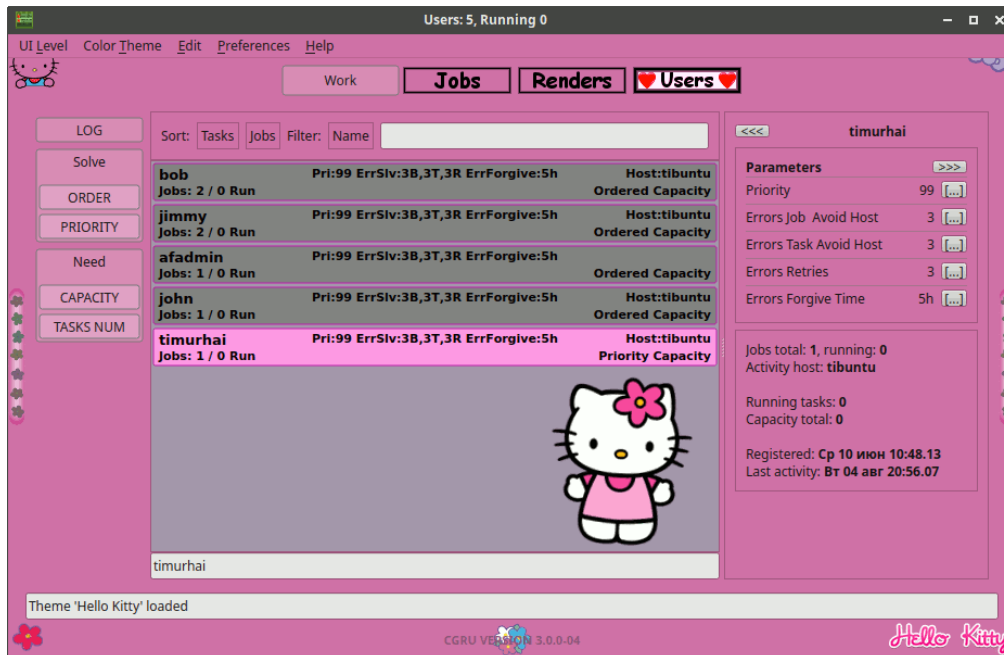 Users: 5, Running 0
UI Level Color Theme Edit Preferences Help
Work Jobs Renders Users
LOG
Solve
ORDER
PRIORITY
Need
CAPACITY
TASKS NUM
Sort: Tasks Jobs Filter: Name
bob Pri:99 ErrSlv:3B,3T,3R ErrForgive:5h Host:tibuntu
Jobs: 2 / 0 Run Ordered Capacity
jimmy Pri:99 ErrSlv:3B,3T,3R ErrForgive:5h Host:tibuntu
Jobs: 2 / 0 Run Ordered Capacity
afadmin Pri:99 ErrSlv:3B,3T,3R ErrForgive:5h
Jobs: 1 / 0 Run Ordered Capacity
john Pri:99 ErrSlv:3B,3T,3R ErrForgive:5h Host:tibuntu
Jobs: 1 / 0 Run Ordered Capacity
timurhai Pri:99 ErrSlv:3B,3T,3R ErrForgive:5h Host:tibuntu
Jobs: 1 / 0 Run Priority Capacity
timurhai
<<< timurhai
Parameters >>>
Priority 99 [...]
Errors Job Avoid Host 3 [...]
Errors Task Avoid Host 3 [...]
Errors Retries 3 [...]
Errors Forgive Time 5h [...]
Jobs total: 1, running: 0
Activity host: tibuntu
Running tasks: 0
Capacity total: 0
Registered: Ср 10 июн 10:48.13
Last activity: Вт 04 авг 20:56.07
Theme 'Hello Kitty' loaded
CGRU VERSION 3.0.0-04
Hello Kitty